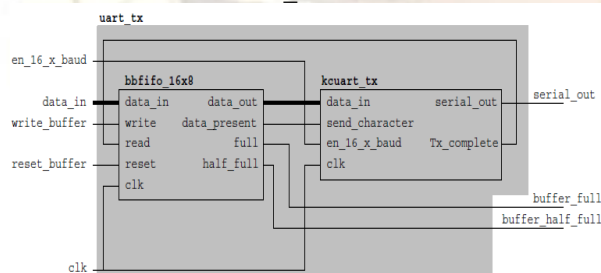 uart_tx
en_16_x_baud
bbfifo_16x8 kcuart_tx
data_in data_in data_out data_in serial_out serial_out
write_buffer write data_present send_character
read full en_16_x_baud Tx_complete
reset_buffer reset half_full clk
clk
buffer_full
buffer_half_full
clk